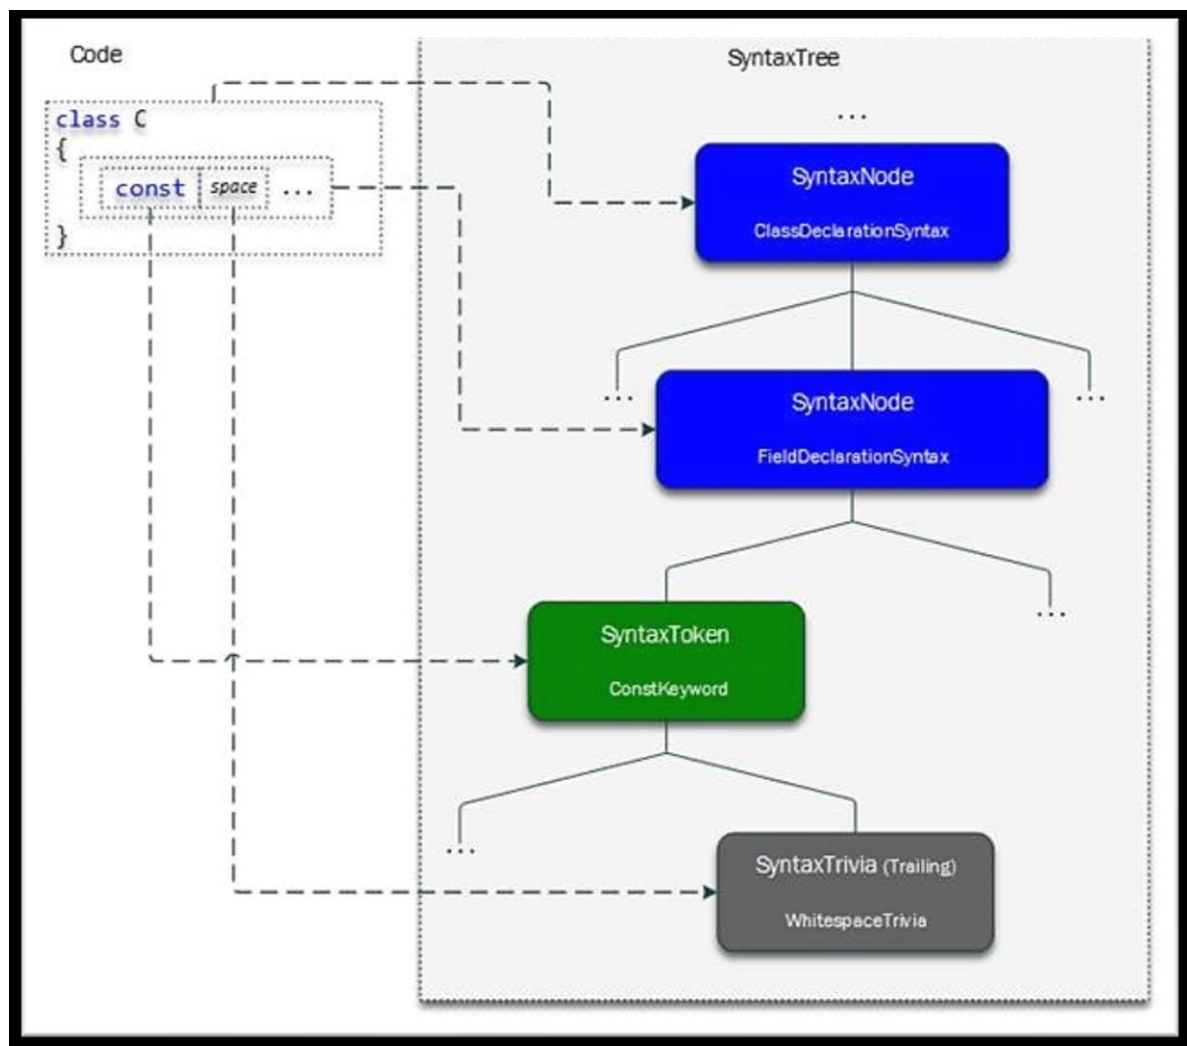 Code
class C
{
const space ...
}
SyntaxTree
...
SyntaxNode
ClassDeclarationSyntax
... ...
SyntaxNode
FieldDeclarationSyntax
...
SyntaxToken
ConstKeyword
...
SyntaxTrivia (Trailing)
WhitespaceTrivia